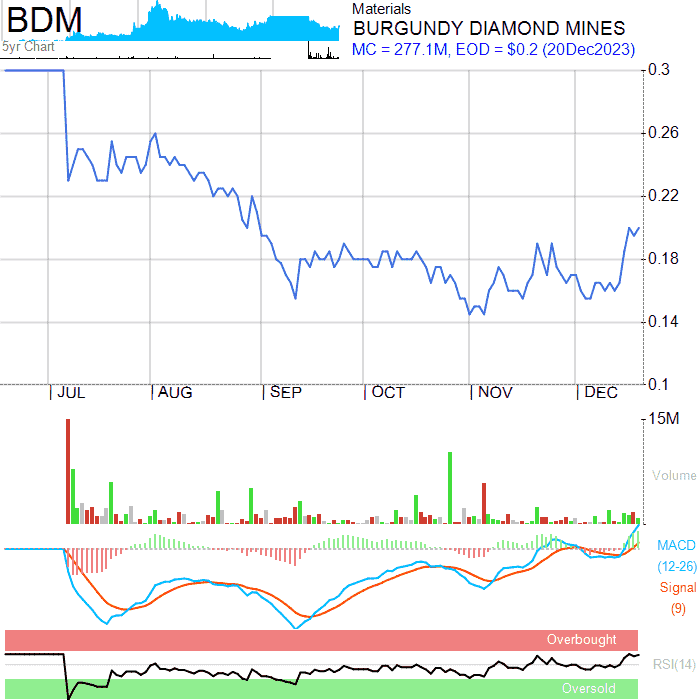 BDM
5yr Chart
Materials
BURGUNDY DIAMOND MINES
MC = 277.1M, EOD = $0.2 (20Dec2023)
0.3
0.26
0.22
0.18
0.14
0.1
JUL AUG SEP OCT NOV DEC
15M
Volume
MACD
(12-26)
Signal
(9)
Overbought
RSI(14)
Oversold